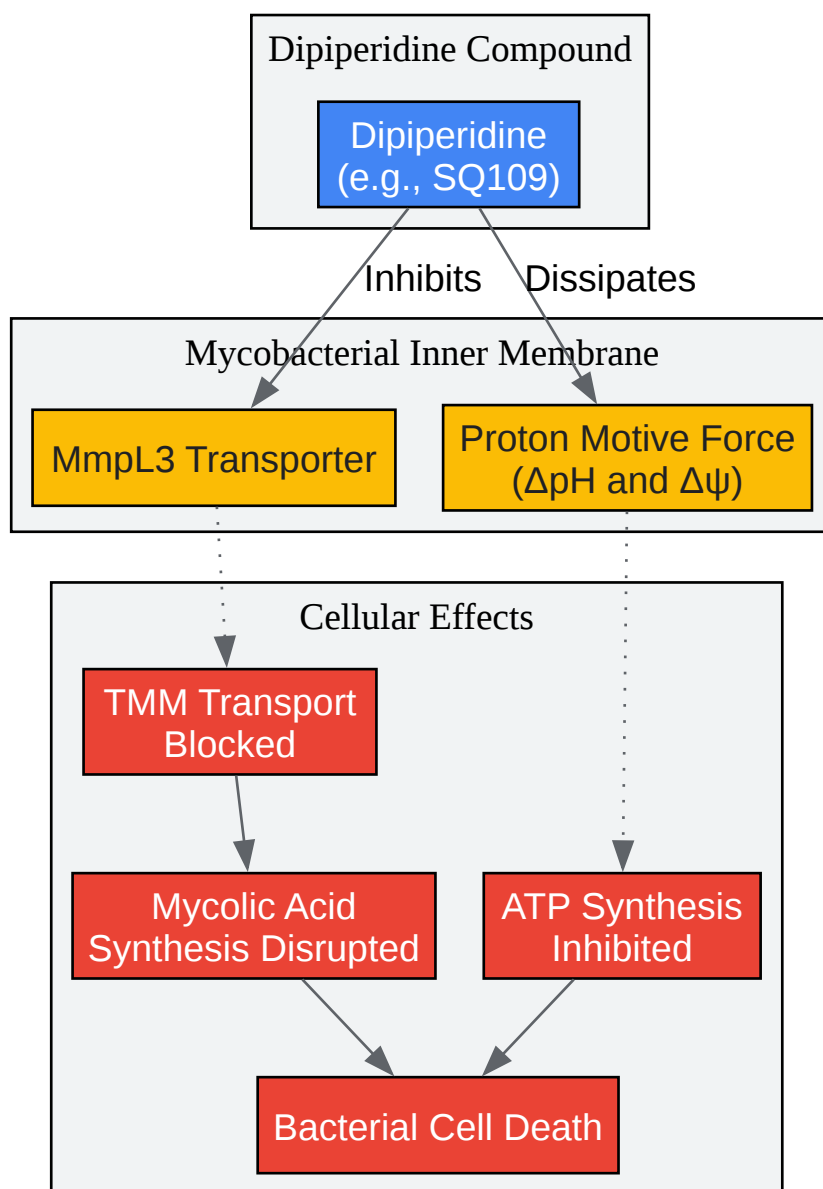 Dipiperidine Compound
Dipiperidine
(e.g., SQ109)
Inhibits
Dissipates
Mycobacterial Inner Membrane
MmpL3 Transporter
Proton Motive Force
(ΔpH and Δψ)
Cellular Effects
TMM Transport
Blocked
Mycolic Acid
Synthesis Disrupted
ATP Synthesis
Inhibited
Bacterial Cell Death